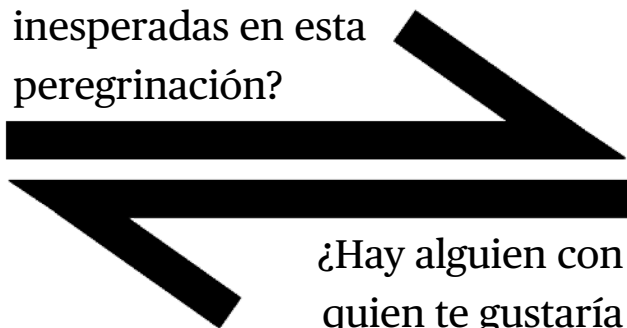 inesperadas en esta
peregrinación?
¿Hay alguien con
quien te gustaría